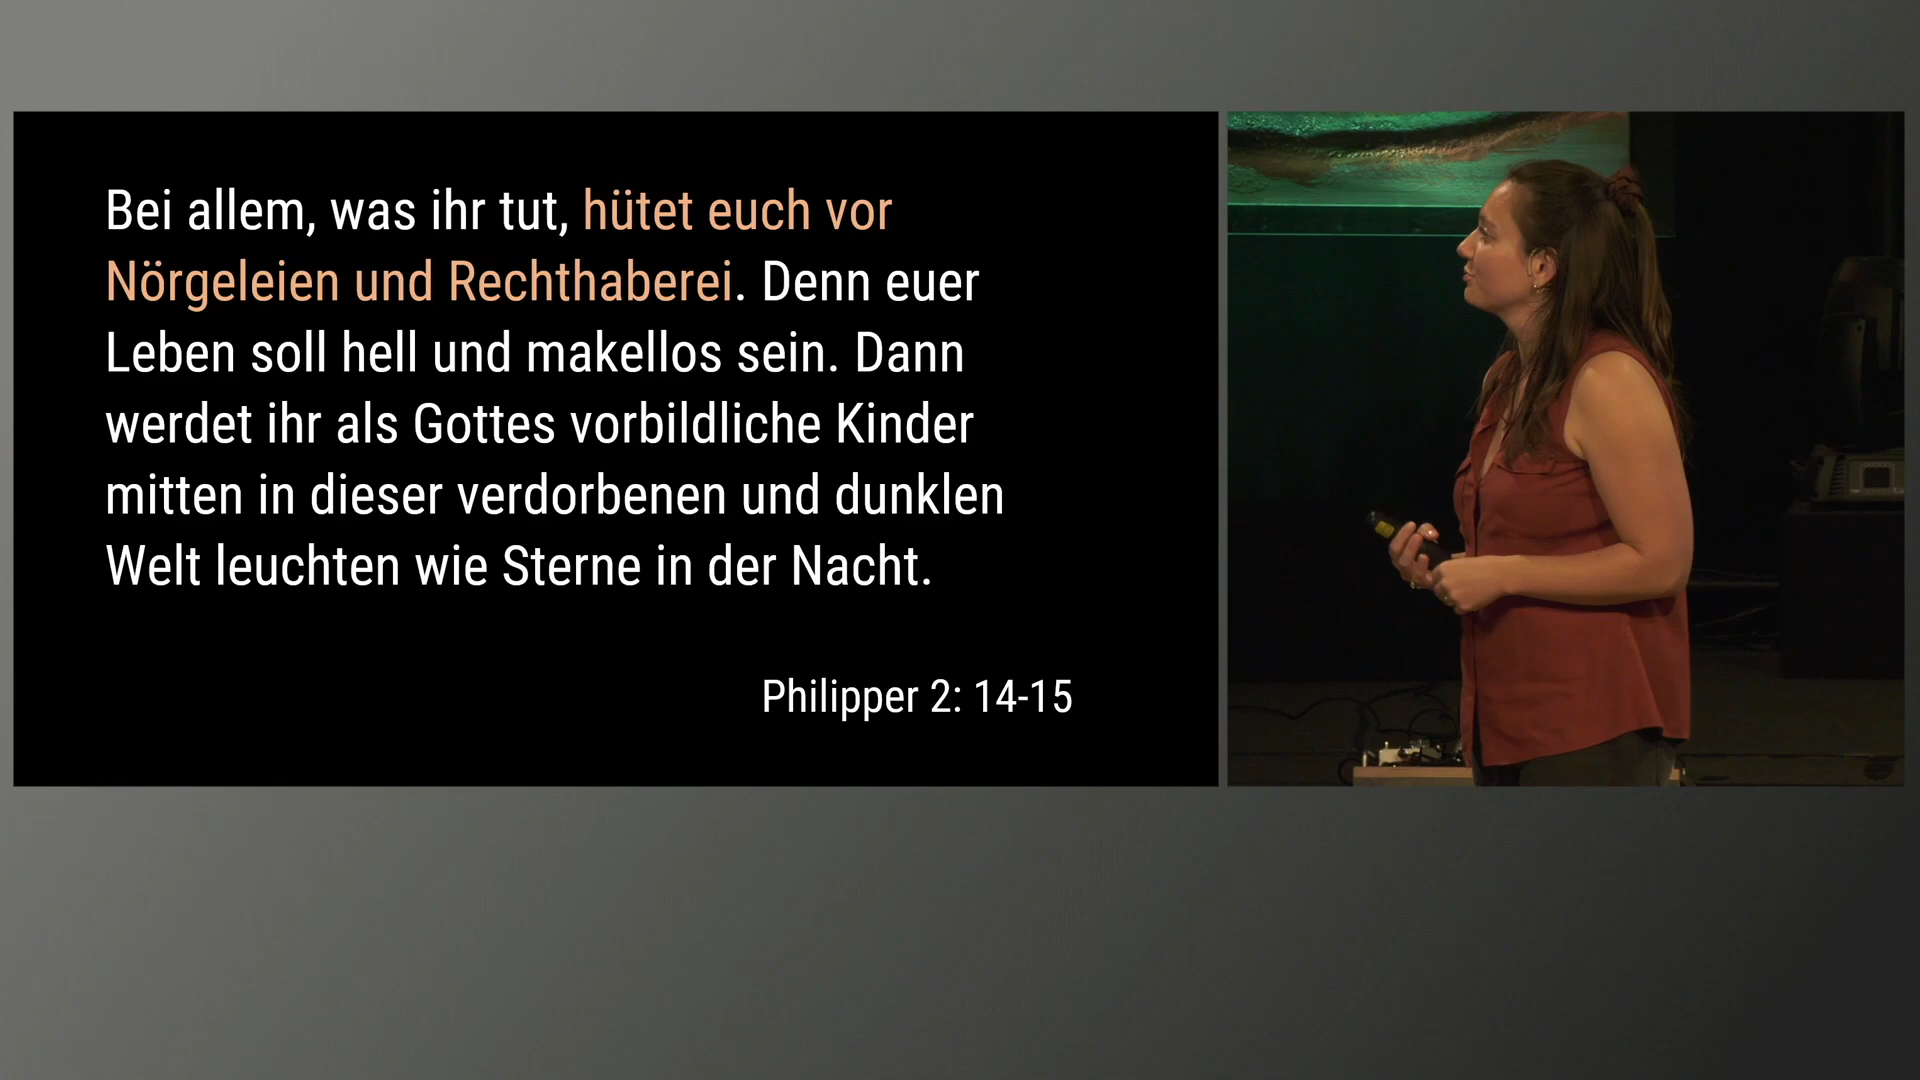 Bei allem, was ihr tut, hütet euch vor
Nörgeleien und Rechthaberei. Denn euer
Leben soll hell und makellos sein. Dann
werdet ihr als Gottes vorbildliche Kinder
mitten in dieser verdorbenen und dunklen
Welt leuchten wie Sterne in der Nacht.
Philipper 2: 14-15